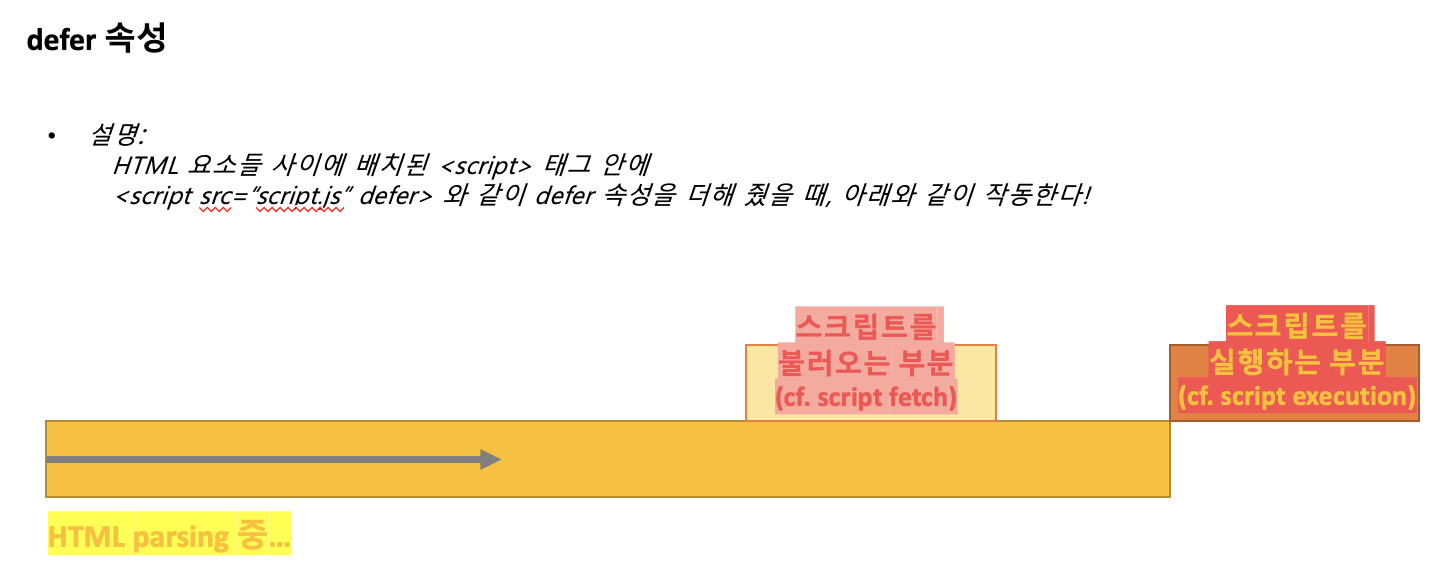 defer 속성
• 설명:
HTML 요소들 사이에 배치된 <script> 태그 안에
<script src=“script.js” defer> 와 같이 defer 속성을 더해 줬을 때, 아래와 같이 작동한다!
스크립트를
불러오는 부분
(cf. script fetch)
스크립트를
실행하는 부분
(cf. script execution)
HTML parsing 중…